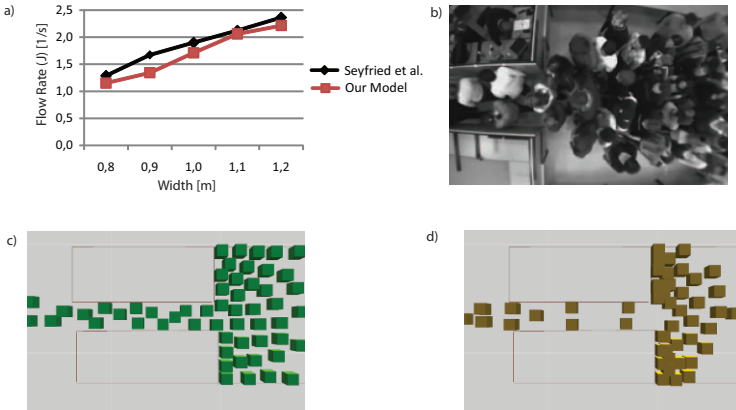 a)
2,5
2,0
1,5
1,0
0,5
0,0
Flow Rate (J) [1/s]
0,8 0,9 1,0 1,1 1,2
Width [m]
Seyfried et al.
Our Model
b)
c)
d)